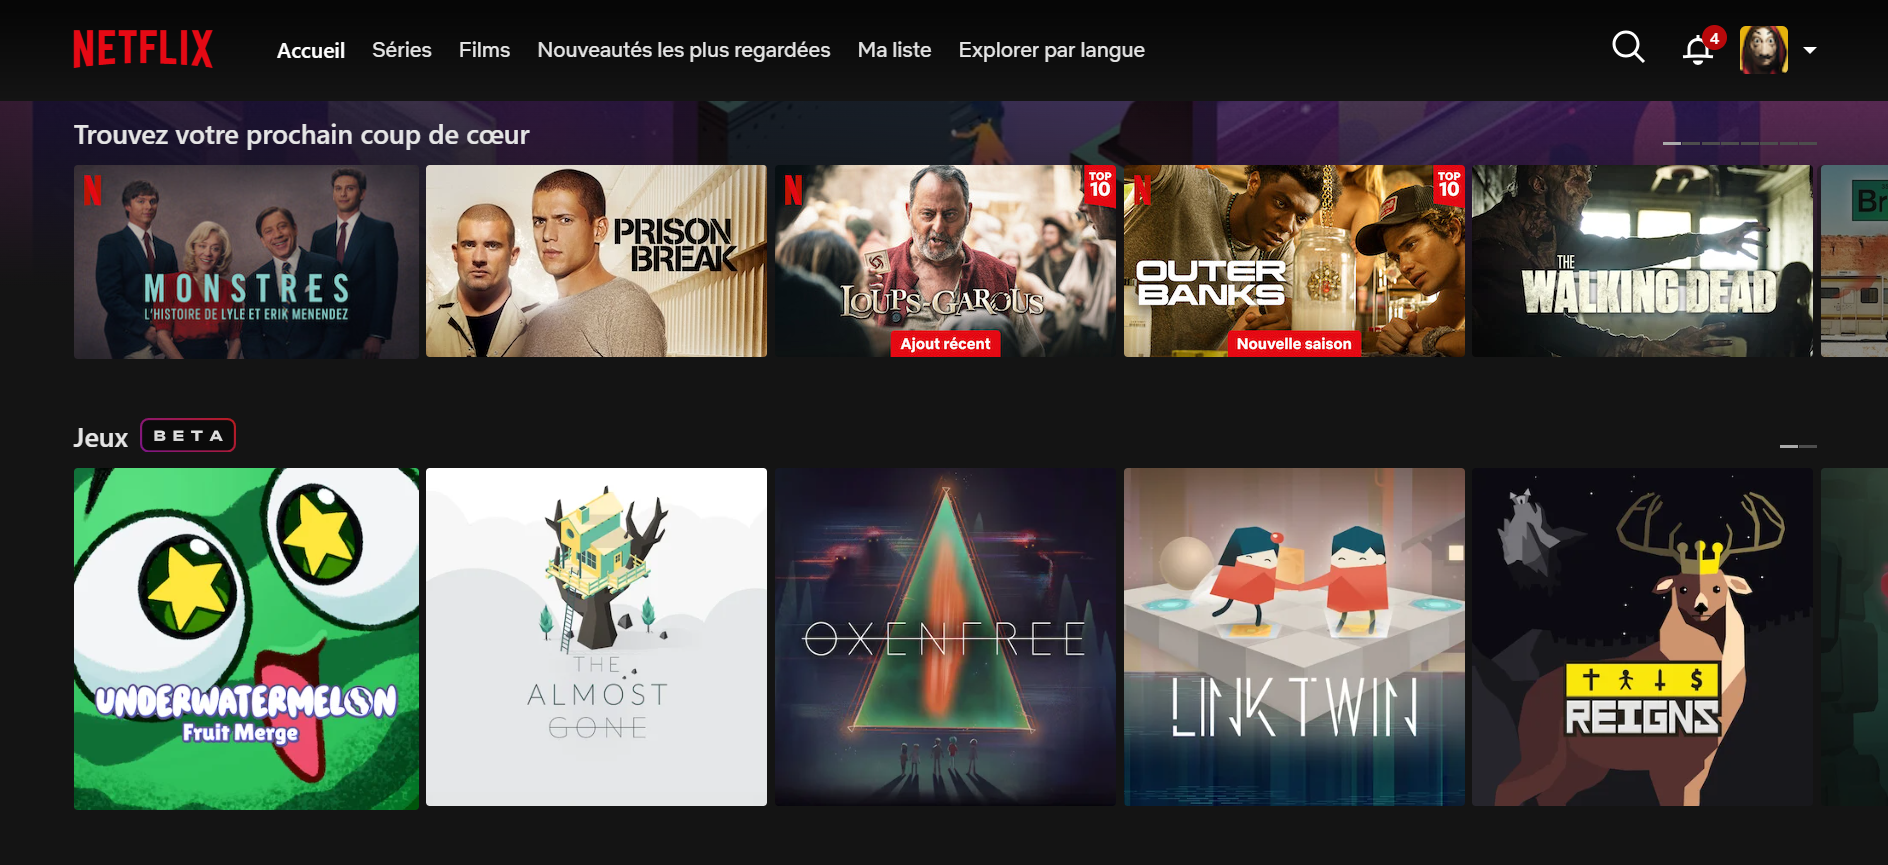 NETFLIX
Accueil
Séries
Films
Nouveautés les plus regardées
Ma liste
Explorer par langue
4
Trouvez votre prochain coup de cœur
N
MONSTRES
L'HISTOIRE DE LYLE ET ERIK MENENDEZ
PRISON
BREAK
N
TOP
10
LOUPS-GAROUS
Ajout récent
N
TOP
10
OUTER
BANKS
Nouvelle saison
THE
WALKING DEAD
Br
Jeux
BETA
UNDERWATERMELON
Fruit Merge
THE
ALMOST
GONE
OXENFREE
LINK TWIN
$
REIGNS